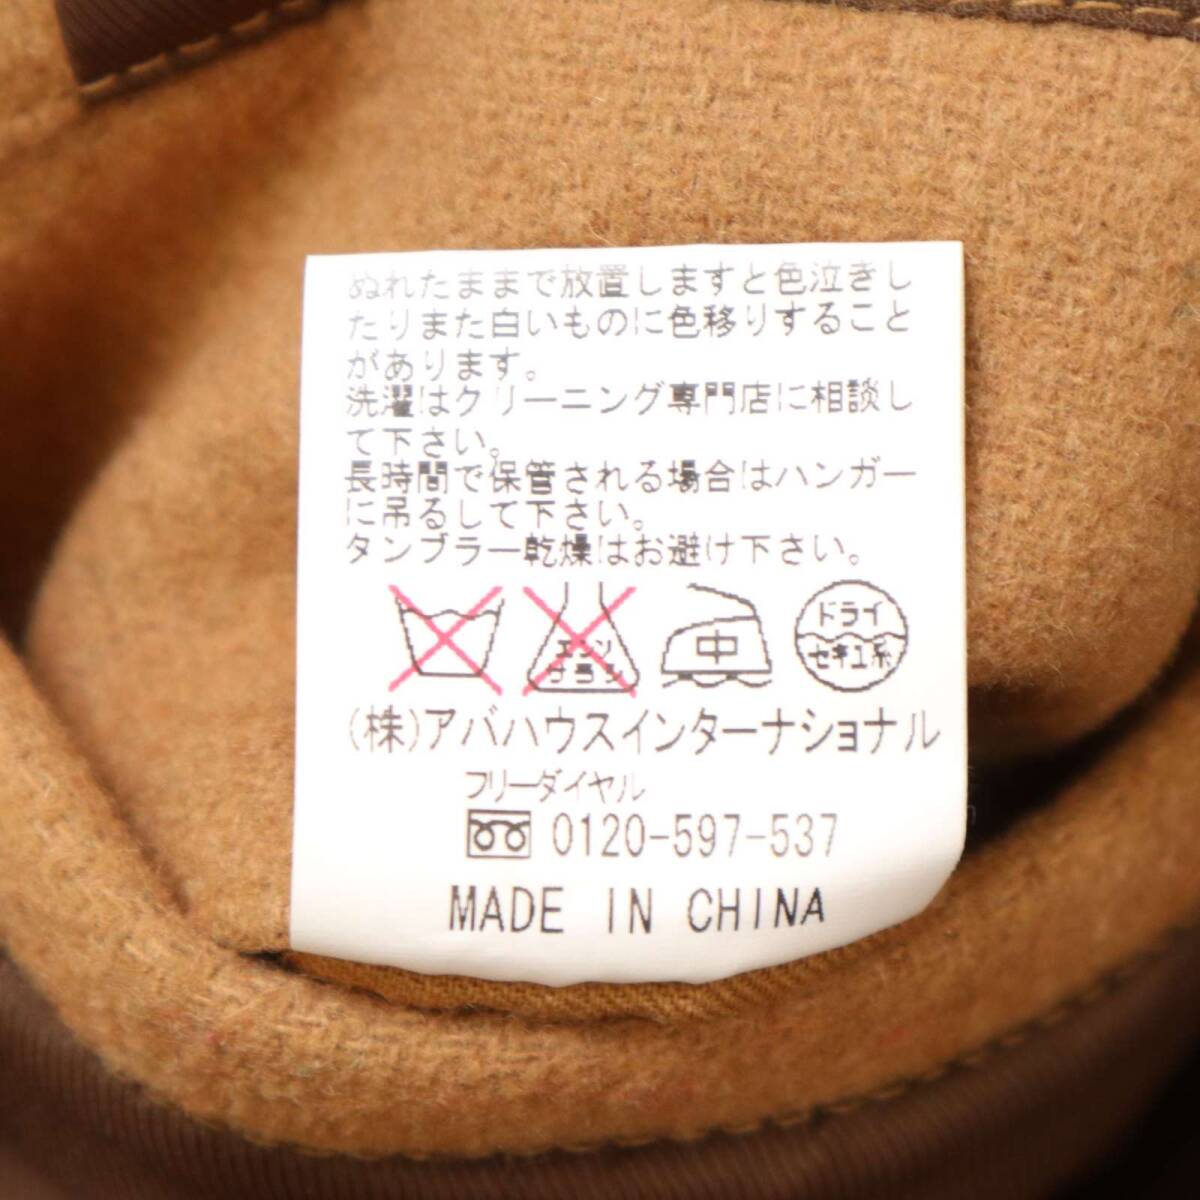 ぬれたままで放置しますと色泣きし
たりまた白いものに色移りすること
があります。
洗濯はクリーニング専門店に相談し
て下さい。
長時間で保管される場合はハンガー
に吊るして下さい。
タンブラー乾燥はお避け下さい。
エンソ
サラシ
中
ドライ
セキユ系
(株)アバハウスインターナショナル
フリーダイヤル
0120-597-537
MADE IN CHINA